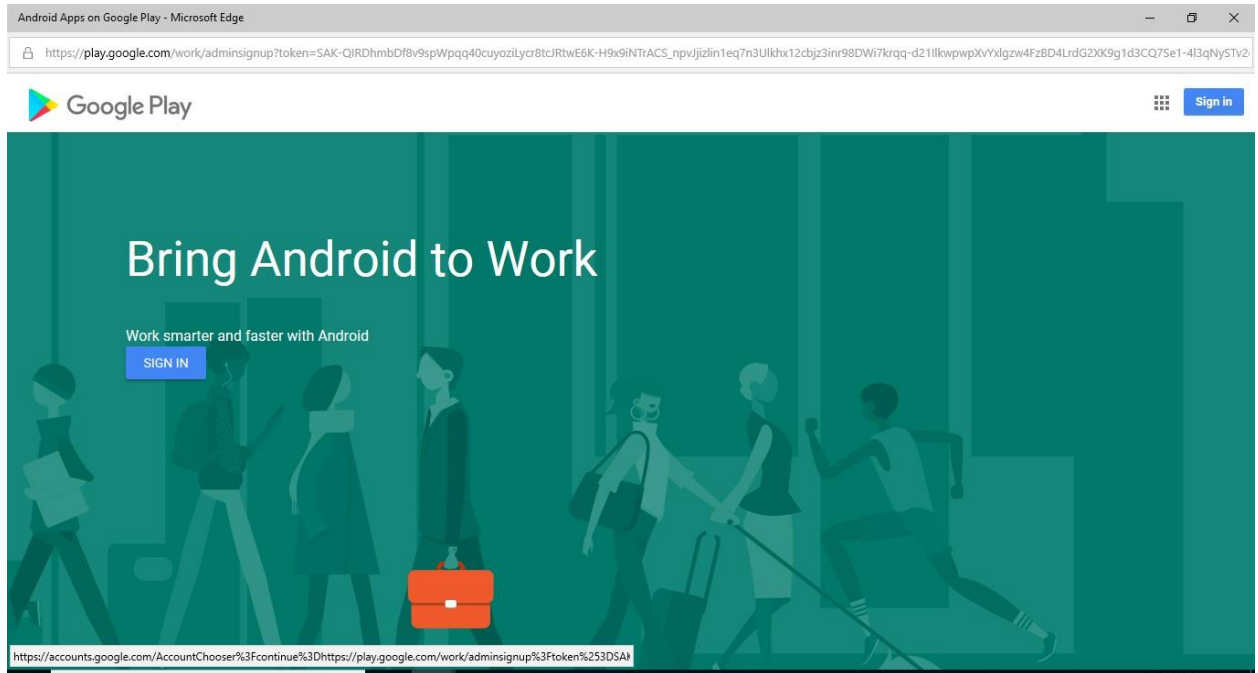 Android Apps on Google Play - Microsoft Edge
https://play.google.com/work/adminsignup?token=SAK-QIRDhmbDf8v9spWpqq40cuyoziLycr8tcJRtwE6K-H9x9iNTrACS_npvJjizlin1eq7n3Ulkhx12cbjz3inr98DWi7krqq-d21IlkwpwpXvYxlgzw4FzBD4LrdG2XK9g1d3CQ7Se1-4l3qNySTv2
Google Play
Sign in
Bring Android to Work
Work smarter and faster with Android
SIGN IN
https://accounts.google.com/AccountChooser%3Fcontinue%3Dhttps://play.google.com/work/adminsignup%3Ftoken%253DSAK